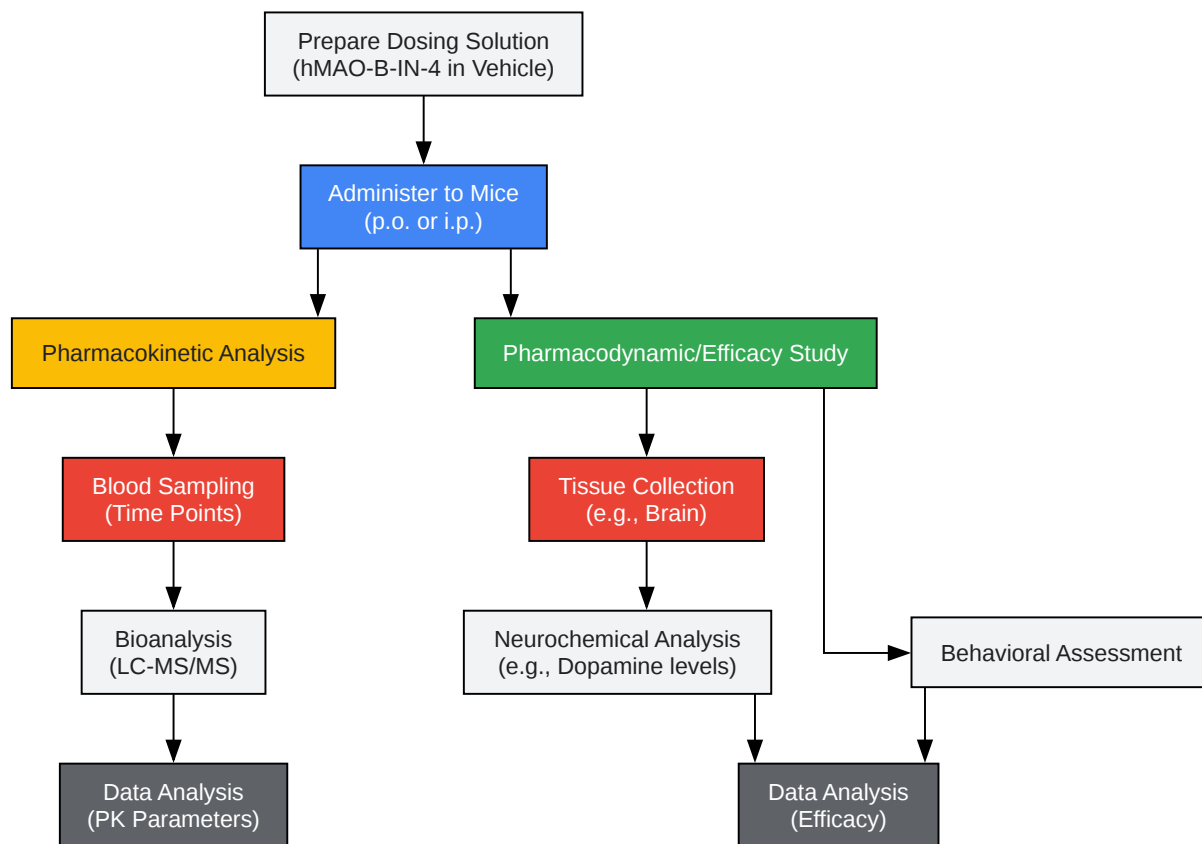 Prepare Dosing Solution
(hMAO-B-IN-4 in Vehicle)
Administer to Mice
(p.o. or i.p.)
Pharmacokinetic Analysis
Pharmacodynamic/Efficacy Study
Blood Sampling
(Time Points)
Tissue Collection
(e.g., Brain)
Bioanalysis
(LC-MS/MS)
Neurochemical Analysis
(e.g., Dopamine levels)
Behavioral Assessment
Data Analysis
(PK Parameters)
Data Analysis
(Efficacy)